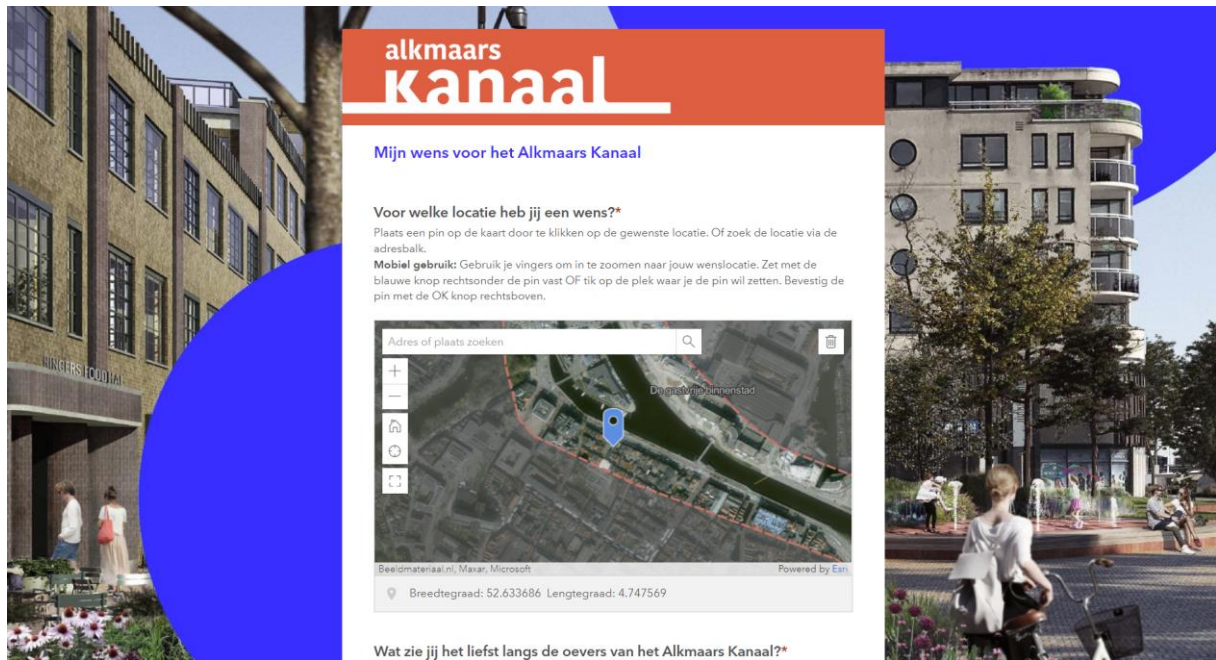 alkmaars
kanaal
Mijn wens voor het Alkmaars Kanaal
Voor welke locatie heb jij een wens?*
Plaats een pin op de kaart door te klikken op de gewenste locatie. Of zoek de locatie via de
adresbalk.
Mobiel gebruik: Gebruik je vingers om in te zoomen naar jouw wenslocatie. Zet met de
blauwe knop rechtsonder de pin vast OF tik op de plek waar je de pin wil zetten. Bevestig de
pin met de OK knop rechtsboven.
Adres of plaats zoeken
De gastvrije binnenstad
RINGERS FOODHAL
Beeldmateriaal.nl, Maxar, Microsoft Powered by Esri
Breedtegraad: 52.633686 Lengtegraad: 4.747569
Wat zie jij het liefst langs de oevers van het Alkmaars Kanaal?*